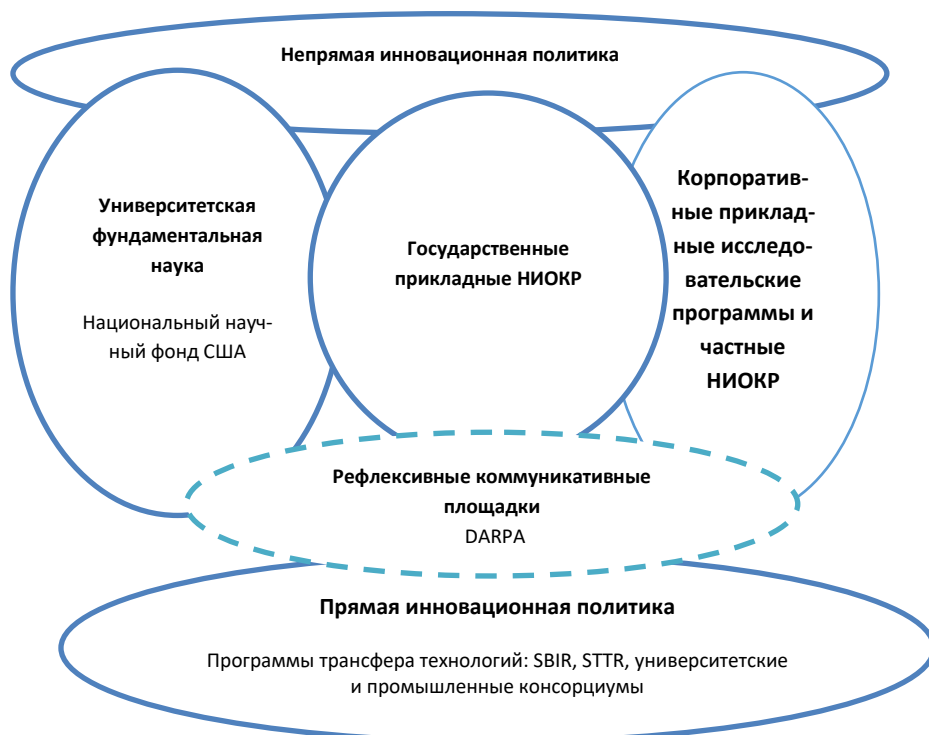 Непрямая инновационная политика
Университетская
фундаментальная
наука
Национальный науч-
ный фонд США
Государственные
прикладные НИОКР
Корпоратив-
ные приклад-
ные исследо-
вательские
программы и
частные
НИОКР
Рефлексивные коммуникативные
площадки
DARPA
Прямая инновационная политика
Программы трансфера технологий: SBIR, STTR, университетские
и промышленные консорциумы